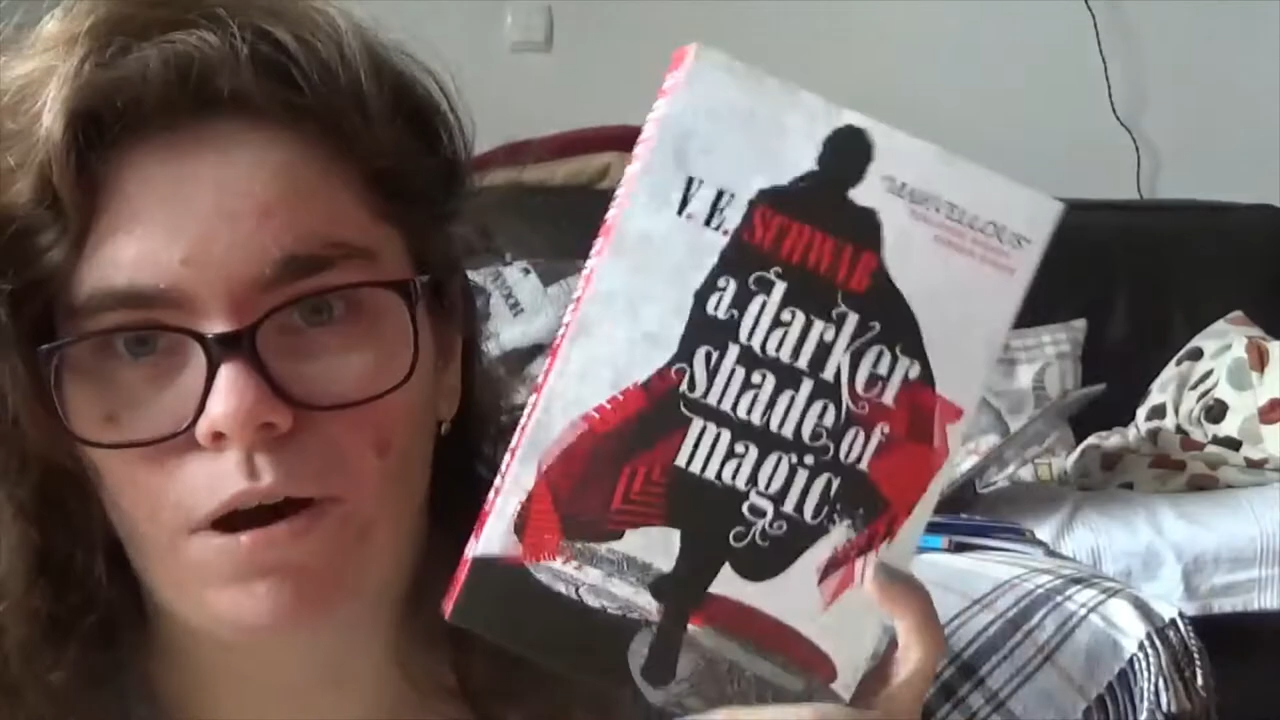 V. E. SCHWAB
"MARVELLOUS"
a darker
shade of
magic